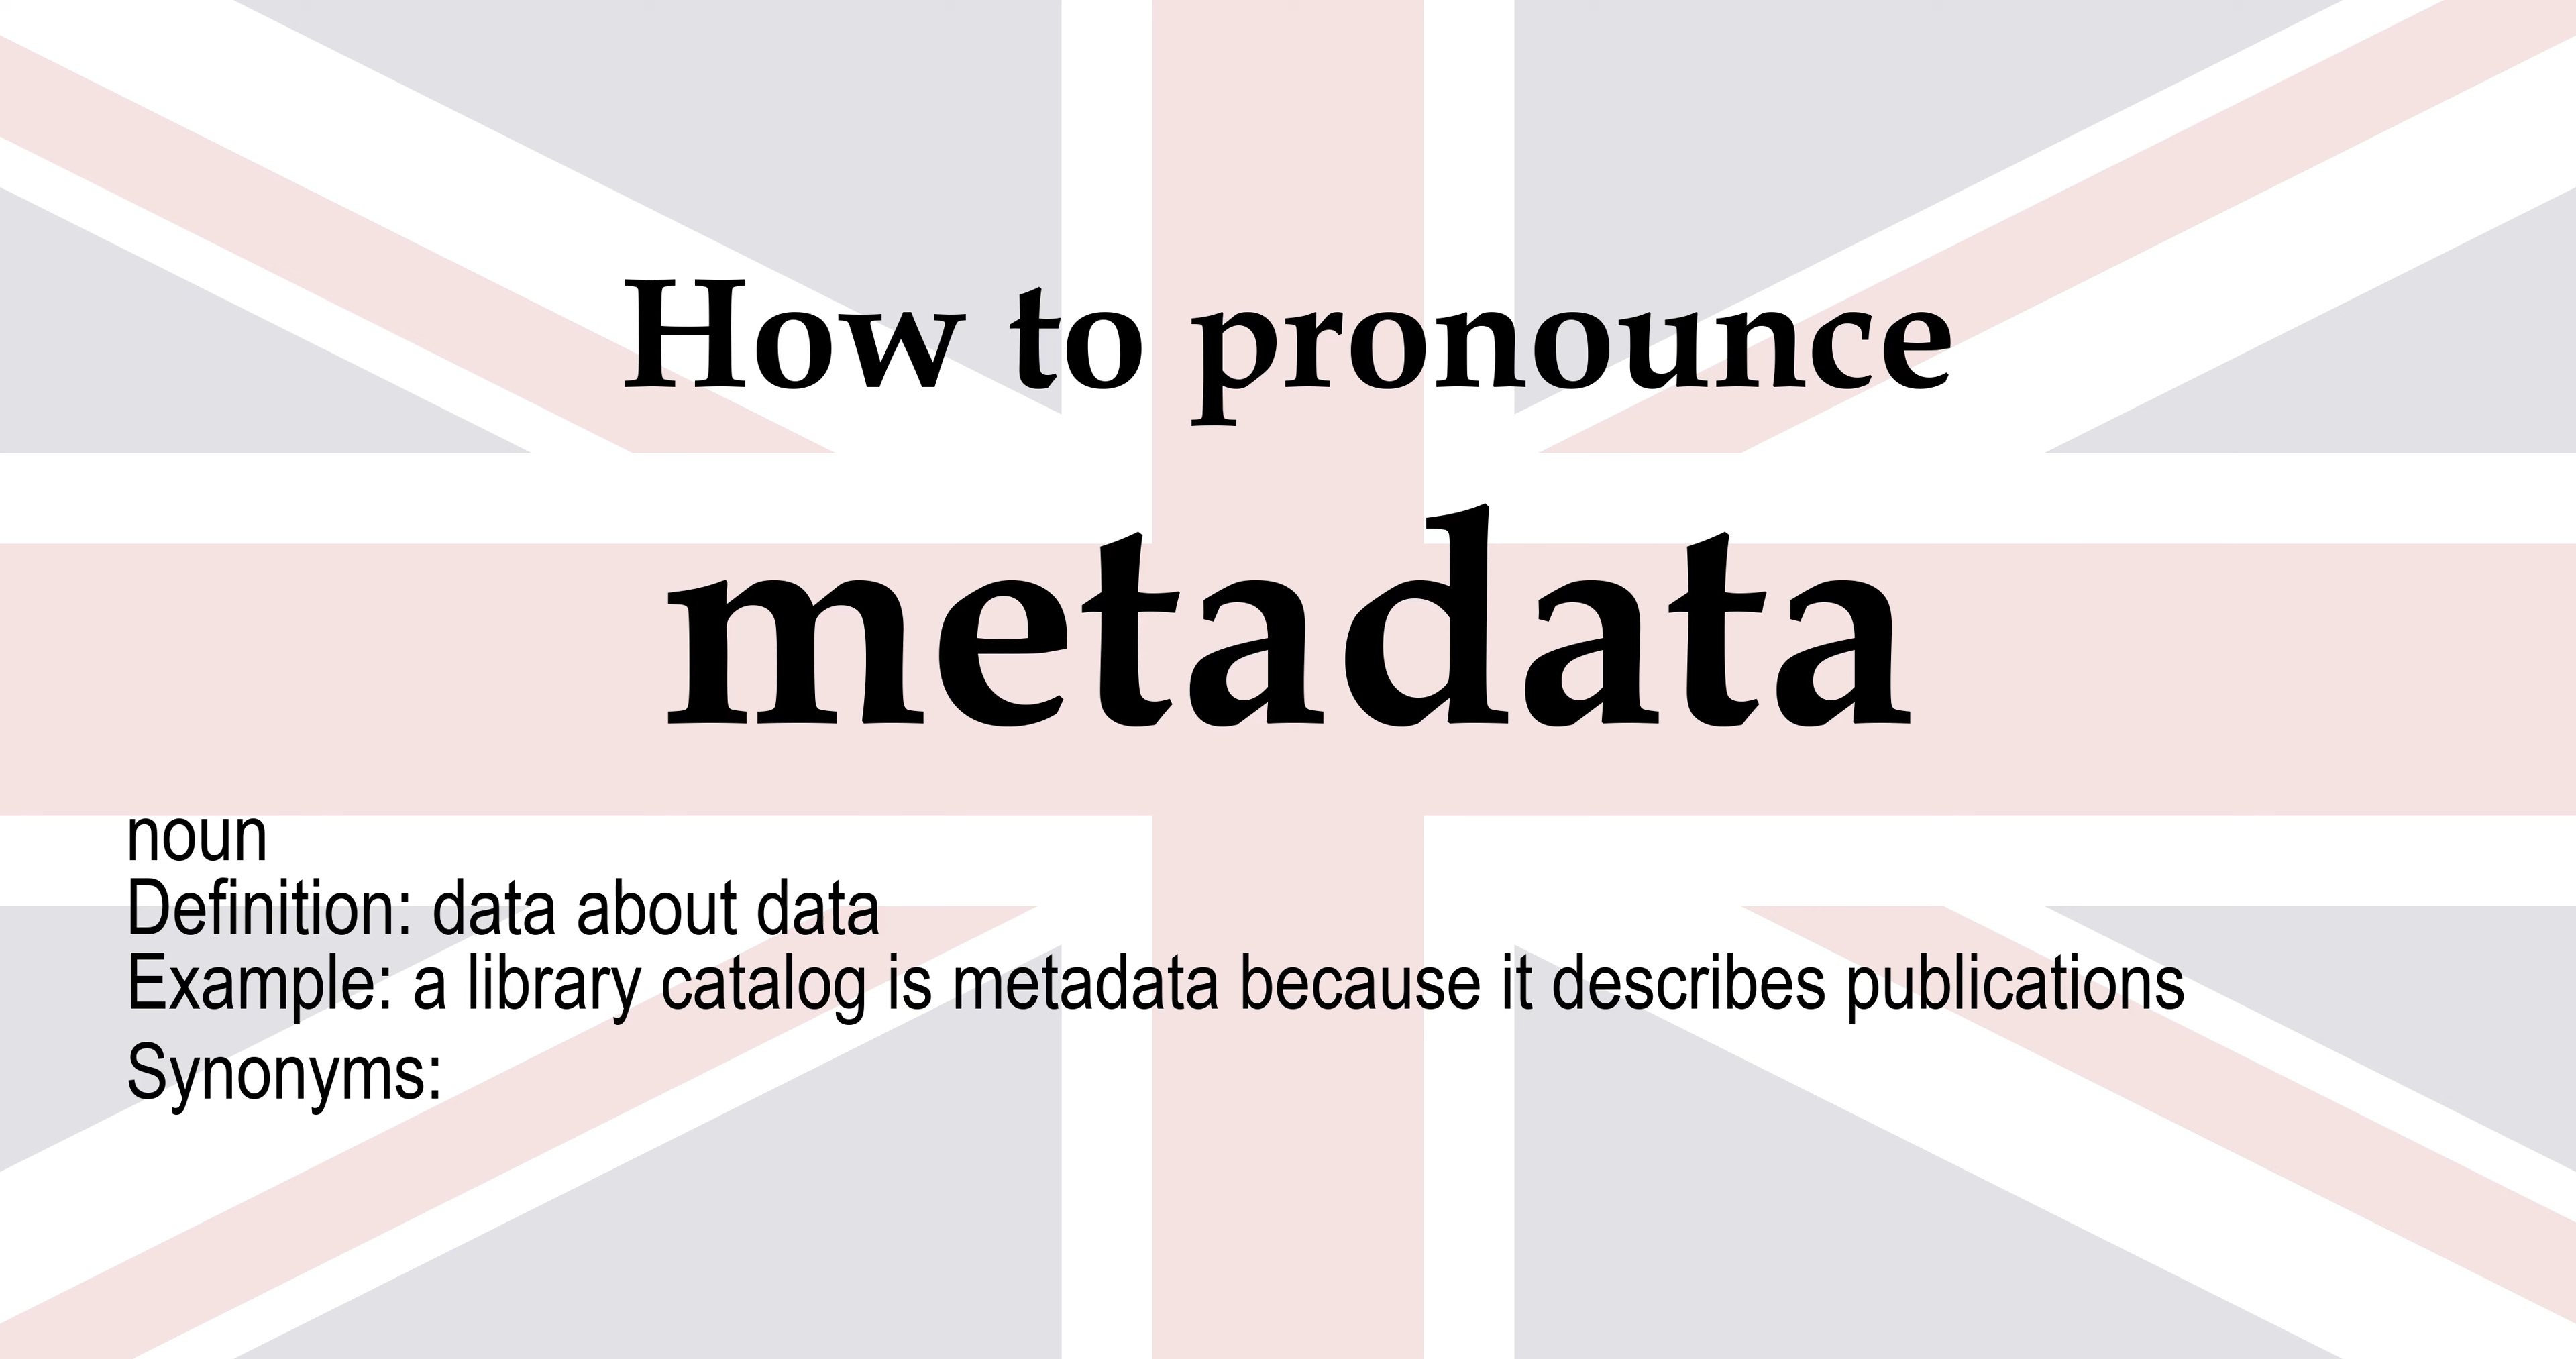 How to pronounce
metadata
noun
Definition: data about data
Example: a library catalog is metadata because it describes publications
Synonyms: